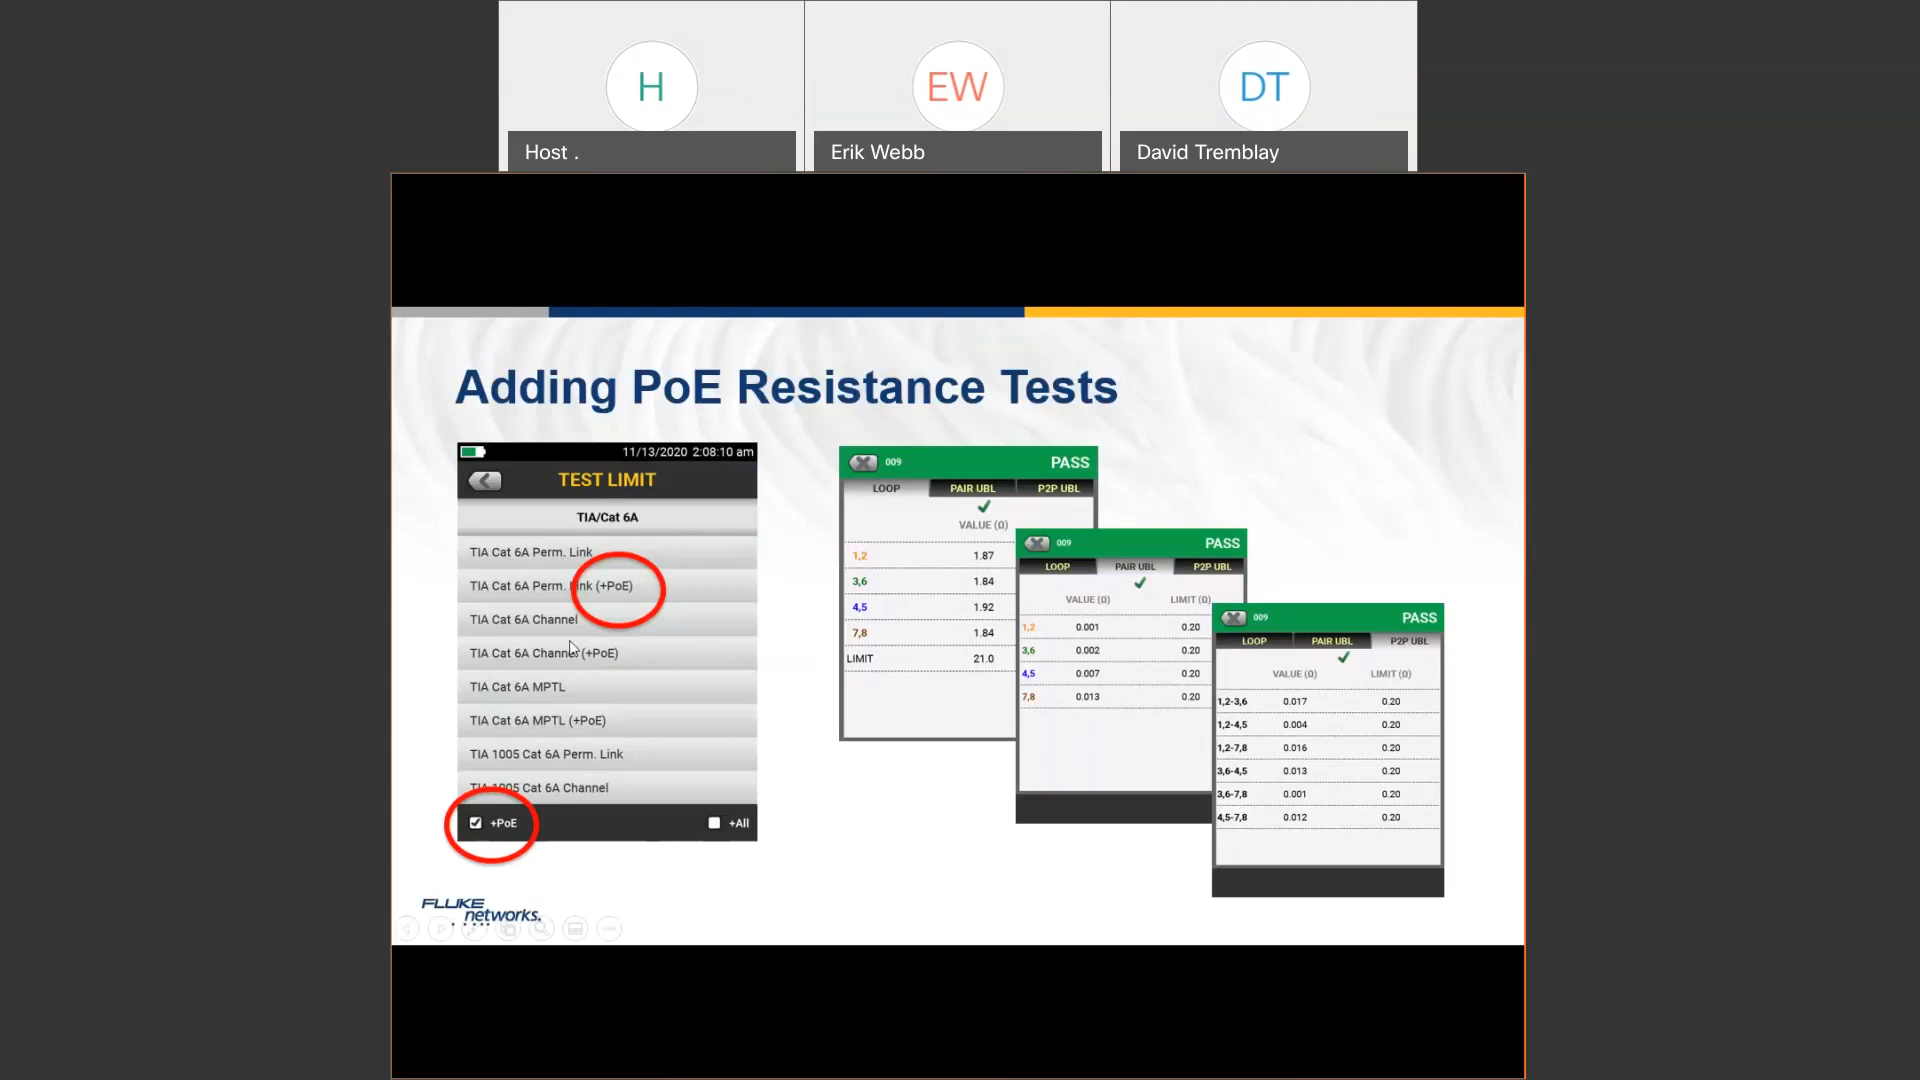 H
EW
DT
Host .
Erik Webb
David Tremblay
Adding PoE Resistance Tests
11/13/2020 2:08:10 am
TEST LIMIT
TIA/Cat 6A
TIA Cat 6A Perm. Link
TIA Cat 6A Perm. Link (+PoE)
TIA Cat 6A Channel
TIA Cat 6A Channel (+PoE)
TIA Cat 6A MPTL
TIA Cat 6A MPTL (+PoE)
TIA 1005 Cat 6A Perm. Link
TIA 1005 Cat 6A Channel
+PoE
+All
009 PASS
LOOP PAIR UBL P2P UBL
VALUE (Ω)
1,2 1.87
3,6 1.84
4,5 1.92
7,8 1.84
LIMIT 21.0
009 PASS
LOOP PAIR UBL P2P UBL
VALUE (Ω) LIMIT (Ω)
1,2 0.001 0.20
3,6 0.002 0.20
4,5 0.007 0.20
7,8 0.013 0.20
009 PASS
LOOP PAIR UBL P2P UBL
VALUE (Ω) LIMIT (Ω)
1,2-3,6 0.017 0.20
1,2-4,5 0.004 0.20
1,2-7,8 0.016 0.20
3,6-4,5 0.013 0.20
3,6-7,8 0.001 0.20
4,5-7,8 0.012 0.20
FLUKE
networks.